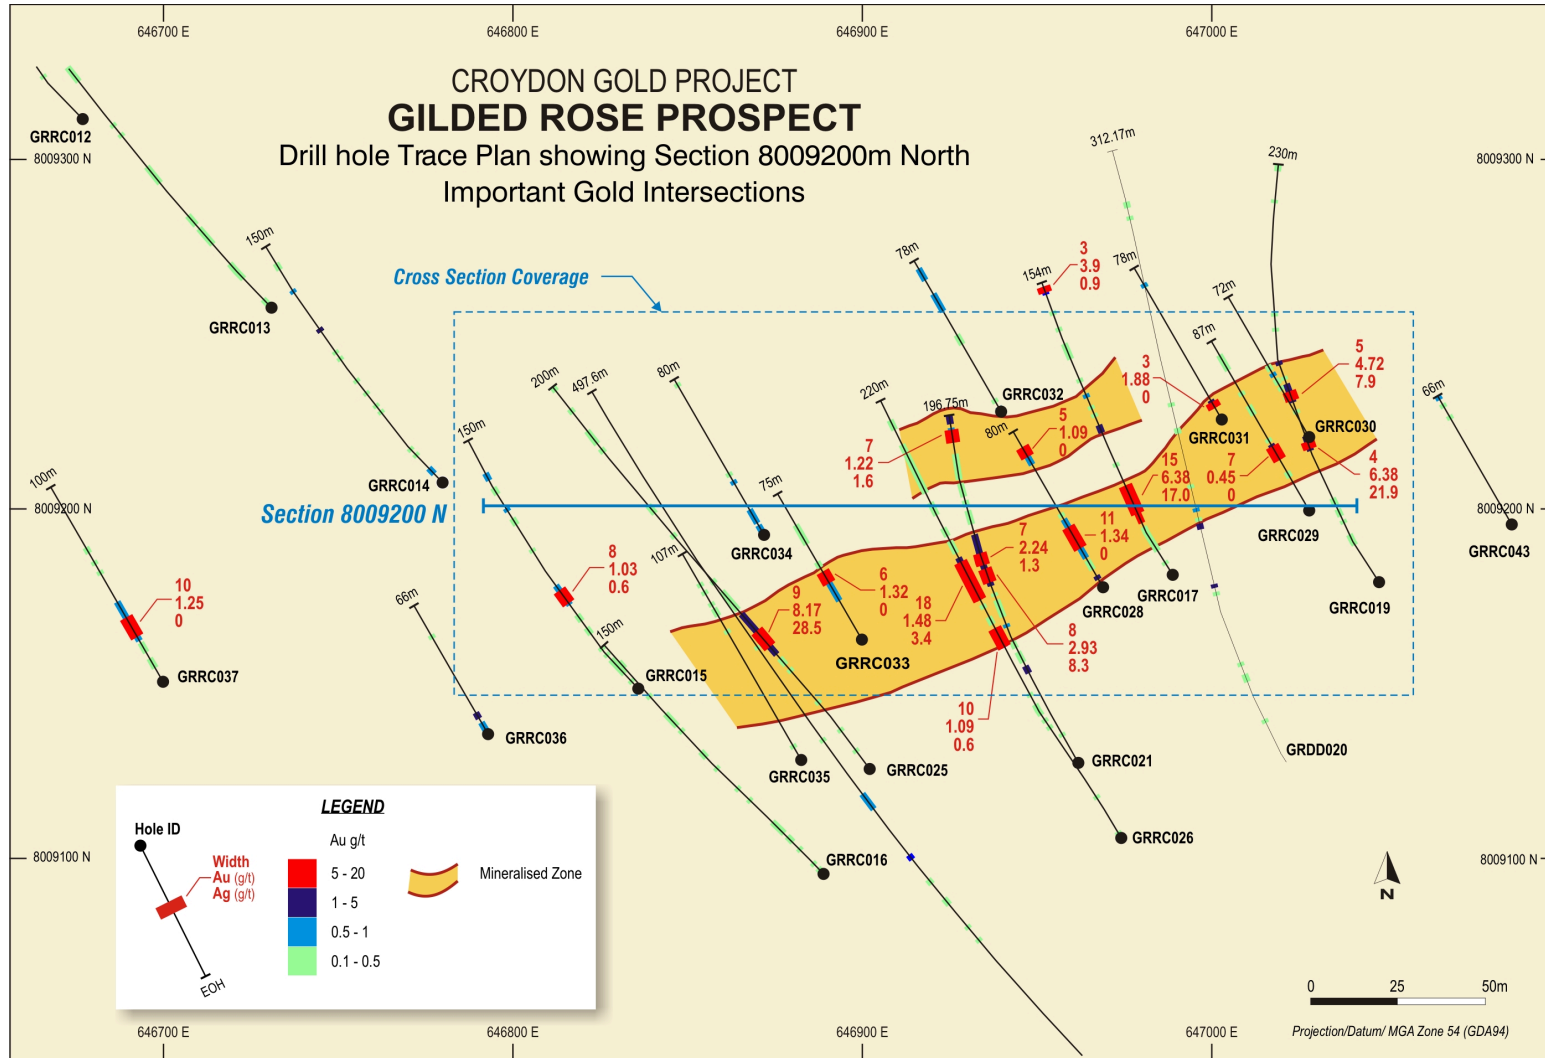 646700 E
646800 E
646900 E
647000 E
CROYDON GOLD PROJECT
GILDED ROSE PROSPECT
Drill hole Trace Plan showing Section 8009200m North
Important Gold Intersections
GRRC012
8009300 N
8009300 N
312.17m
230m
150m
78m
3
3.9
0.9
154m
78m
Cross Section Coverage
72m
GRRC013
87m
200m
497.6m
80m
220m
196.75m
3
1.88
0
5
4.72
7.9
66m
GRRC032
GRRC031
GRRC030
150m
5
1.09
0
80m
7
1.22
1.6
15
6.38
17.0
7
0.45
0
4
6.38
21.9
100m
GRRC014
75m
8009200 N
Section 8009200 N
8009200 N
GRRC034
GRRC029
GRRC043
107m
7
2.24
1.3
11
1.34
0
8
1.03
0.6
6
1.32
0
9
8.17
28.5
18
1.48
3.4
GRRC028
GRRC017
GRRC019
10
1.25
0
66m
150m
8
2.93
8.3
GRRC033
GRRC037
GRRC015
10
1.09
0.6
GRRC036
GRRC035
GRRC025
GRRC021
GRDD020
GRRC026
GRRC016
8009100 N
8009100 N
LEGEND
Hole ID
Au g/t
Width
Au (g/t)
Ag (g/t)
EOH
5 - 20
1 - 5
0.5 - 1
0.1 - 0.5
Mineralised Zone
N
0 25 50m
Projection/Datum/ MGA Zone 54 (GDA94)
646700 E
646800 E
646900 E
647000 E